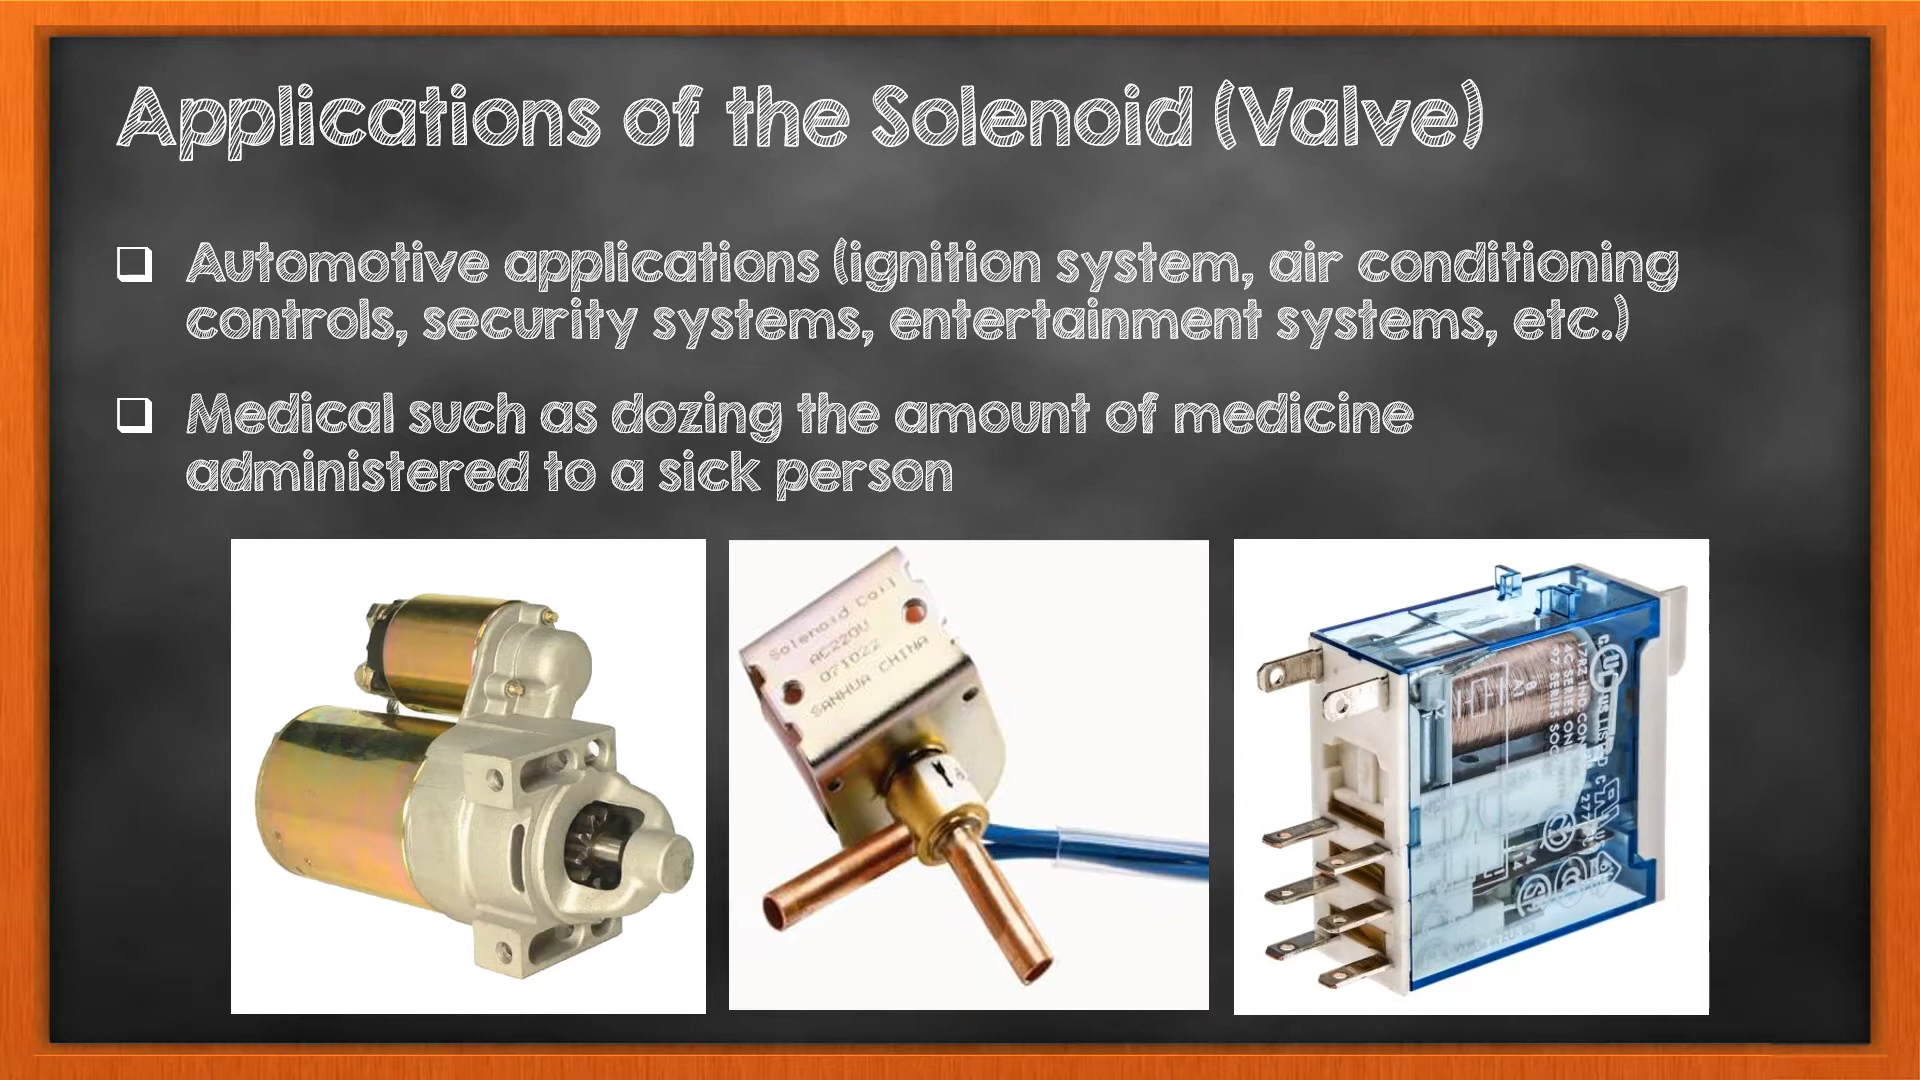 Applications of the Solenoid (Valve)
Automotive applications (ignition system, air conditioning
controls, security systems, entertainment systems, etc.)
Medical such as dozing the amount of medicine
administered to a sick person
Solenoid Coil
AC220V
071022
SANHUA CHINA